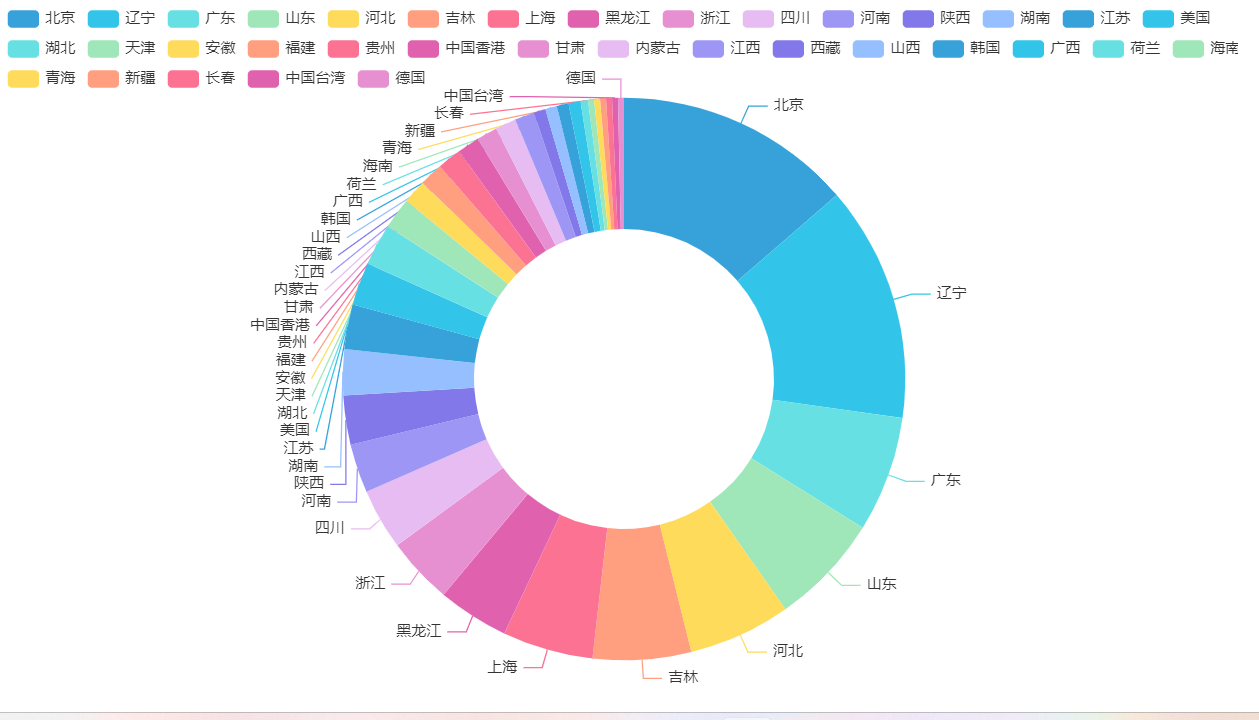 北京 辽宁 广东 山东 河北 吉林 上海 黑龙江 浙江 四川 河南 陕西 湖南 江苏 美国
湖北 天津 安徽 福建 贵州 中国香港 甘肃 内蒙古 江西 西藏 山西 韩国 广西 荷兰 海南
青海 新疆 长春 中国台湾 德国
德国
中国台湾
北京
长春
新疆
青海
海南
荷兰
广西
韩国
山西
西藏
江西
内蒙古
辽宁
甘肃
中国香港
贵州
福建
安徽
天津
湖北
美国
江苏
湖南
陕西
广东
河南
四川
浙江
山东
黑龙江
河北
上海
吉林